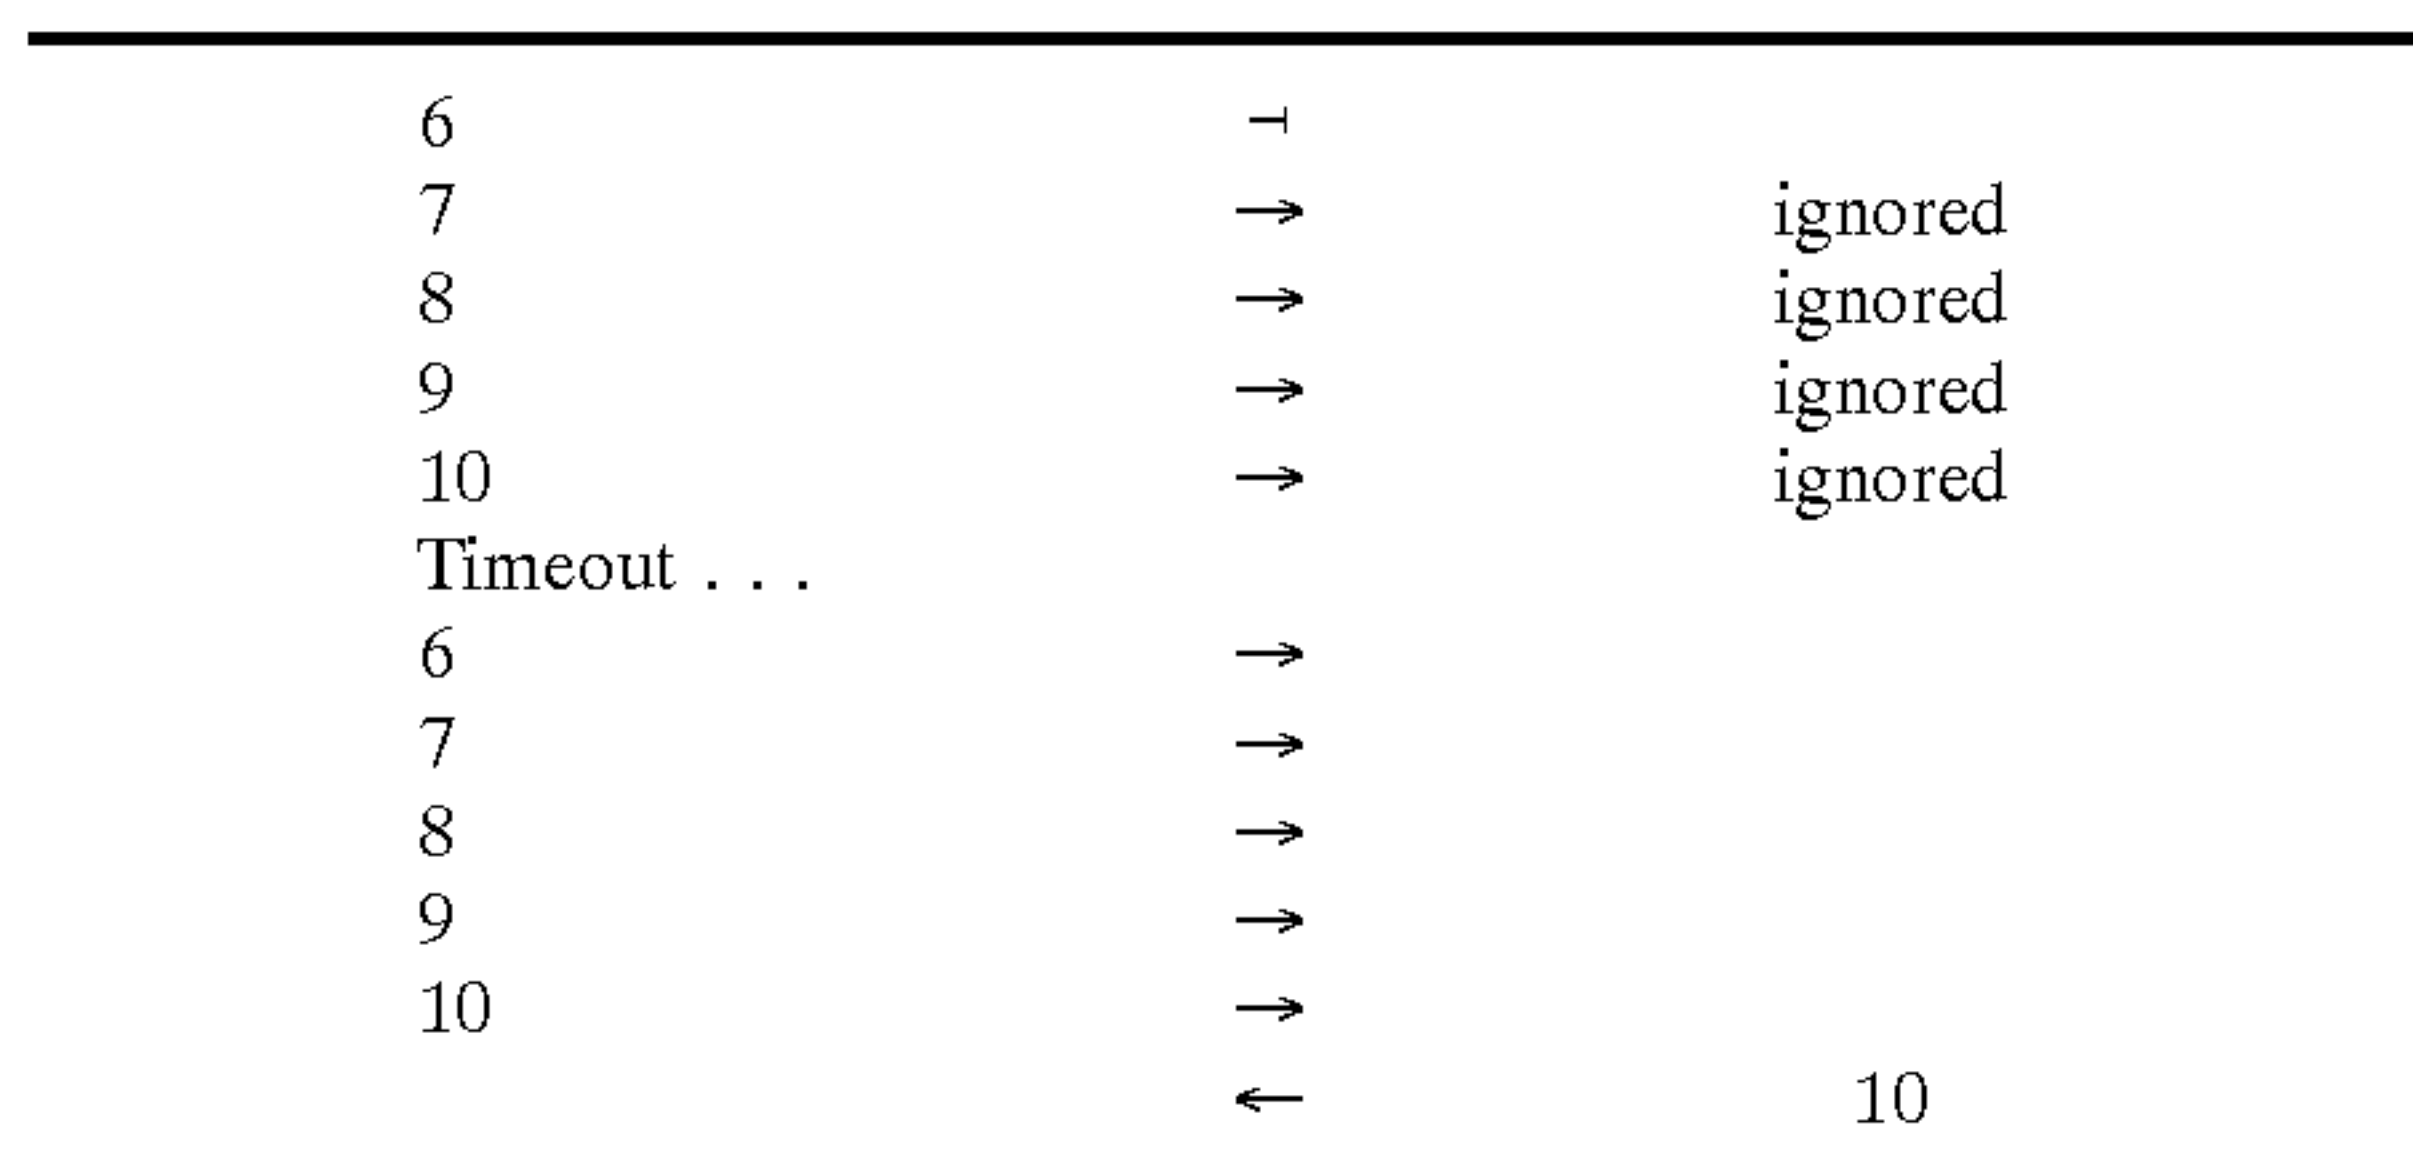 6 ⊣
7 → ignored
8 → ignored
9 → ignored
10 → ignored
Timeout . . .
6 →
7 →
8 →
9 →
10 →
← 10